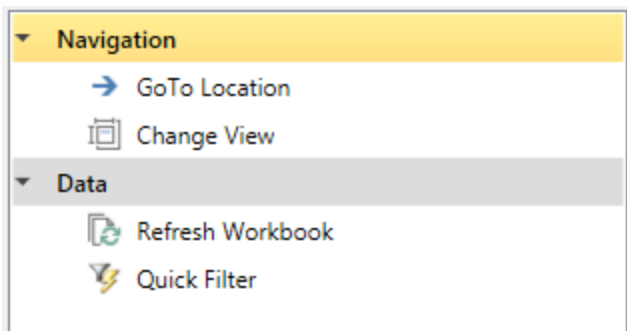 Navigation
GoTo Location
Change View
Data
Refresh Workbook
Quick Filter